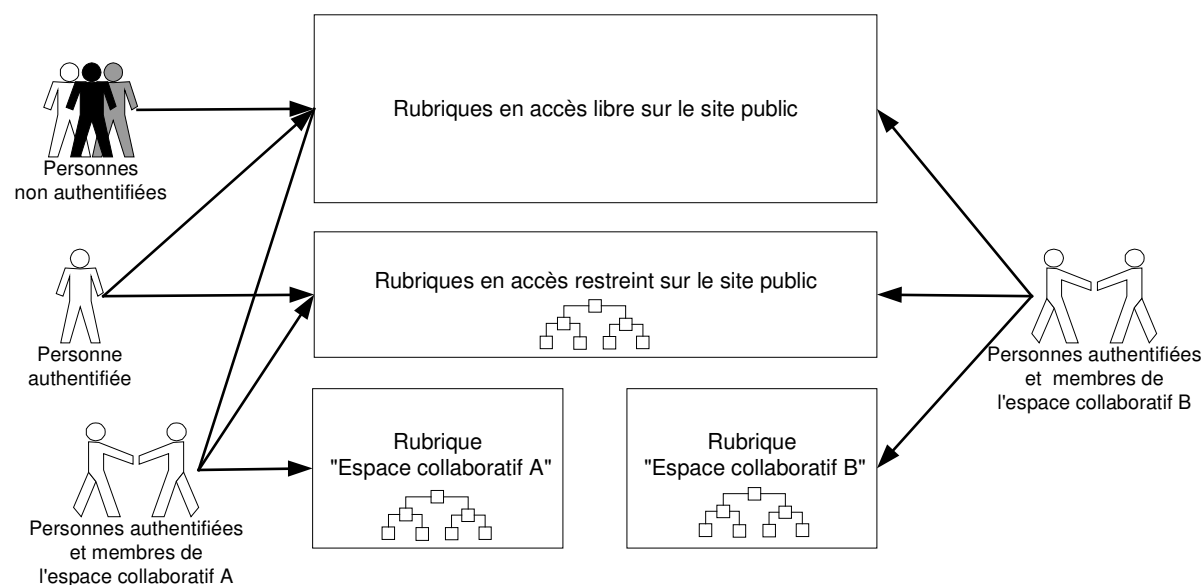 Rubriques en accès libre sur le site public
Personnes
non authentifiées
Rubriques en accès restreint sur le site public
Personne
authentifiée
Personnes authentifiées
et membres de
l'espace collaboratif B
Rubrique
"Espace collaboratif A"
Rubrique
"Espace collaboratif B"
Personnes authentifiées
et membres de
l'espace collaboratif A